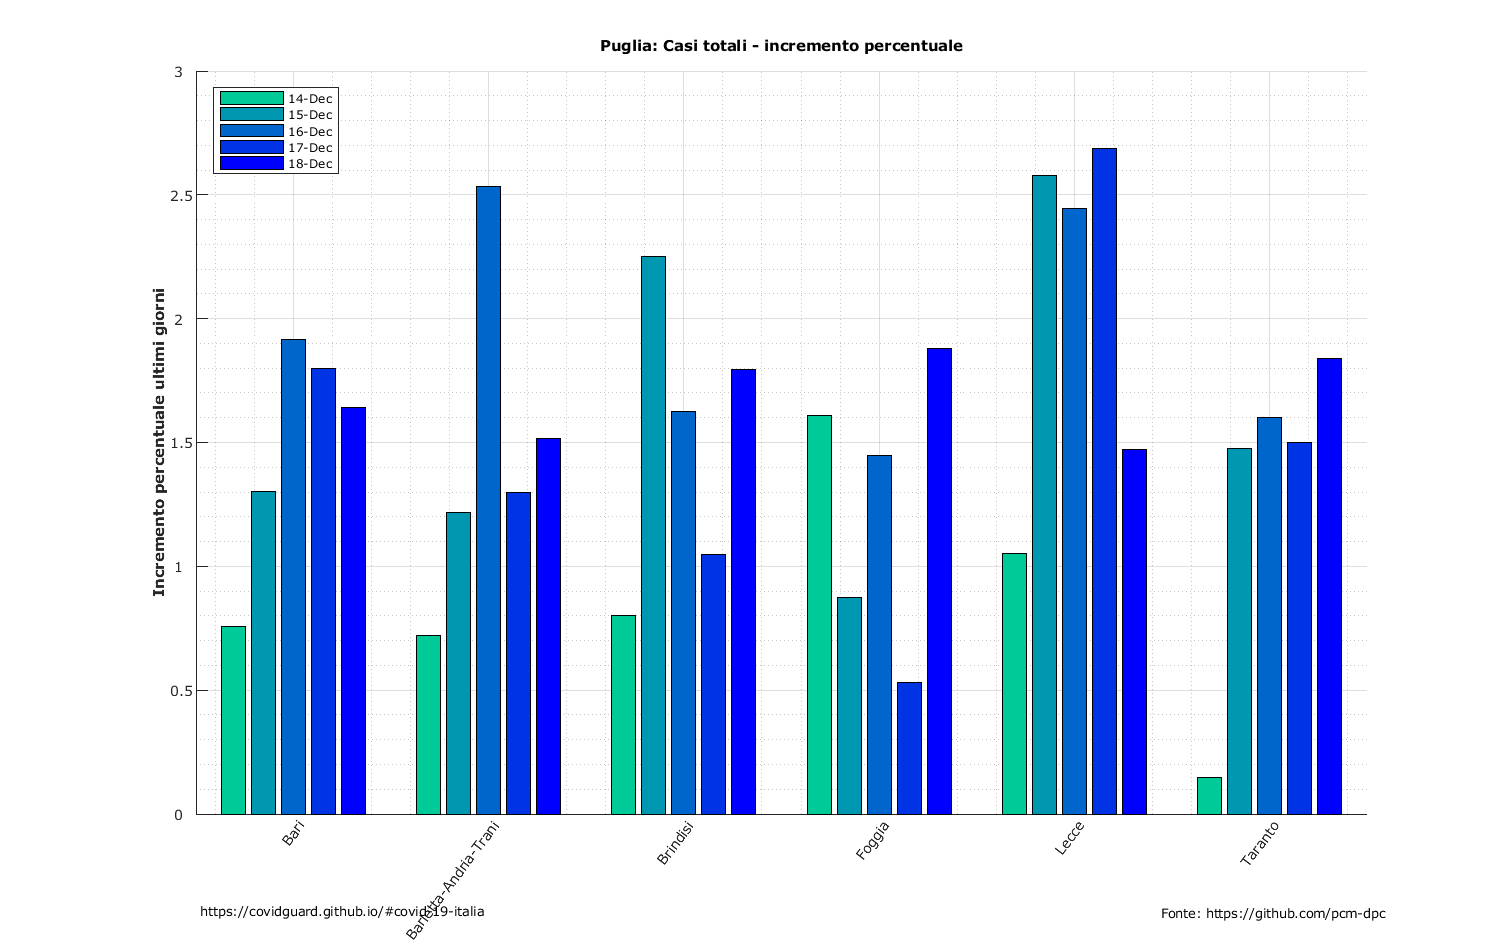 Puglia: Casi totali - incremento percentuale
14-Dec
15-Dec
16-Dec
17-Dec
18-Dec
3
2.5
2
1.5
1
0.5
0
Incremento percentuale ultimi giorni
Bari
Barletta-Andria-Trani
Brindisi
Foggia
Lecce
Taranto
https://covidguard.github.io/#covid-19-italia
Fonte: https://github.com/pcm-dpc